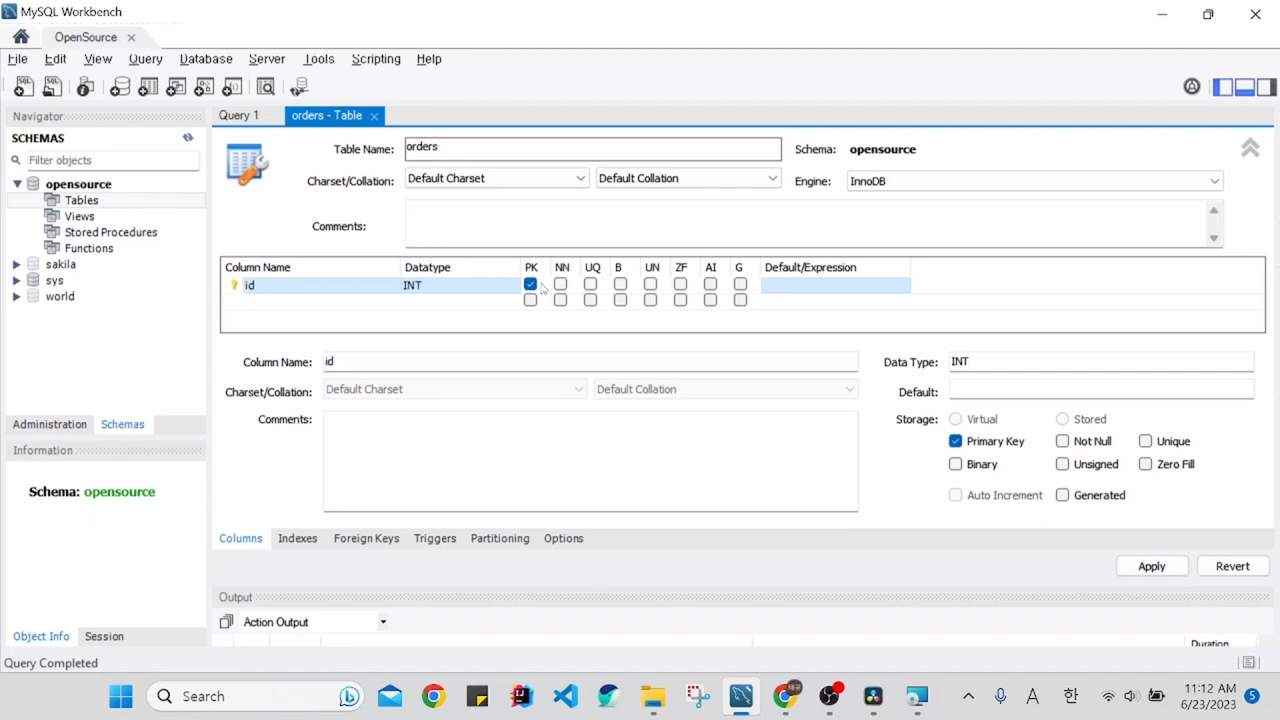 MySQL Workbench
OpenSource
File Edit View Query Database Server Tools Scripting Help
Navigator
SCHEMAS
Filter objects
opensource
Tables
Views
Stored Procedures
Functions
sakila
sys
world
Administration Schemas
Information
Schema: opensource
Object Info Session
Query 1 orders - Table
Table Name: orders Schema: opensource
Charset/Collation: Default Charset Default Collation Engine: InnoDB
Comments:
Column Name Datatype PK NN UQ B UN ZF AI G Default/Expression
id INT
Column Name: id Data Type: INT
Charset/Collation: Default Charset Default Collation Default:
Comments: Storage: Virtual Stored
Primary Key Not Null Unique
Binary Unsigned Zero Fill
Auto Increment Generated
Columns Indexes Foreign Keys Triggers Partitioning Options
Apply Revert
Output
Action Output
Duration
Query Completed
Search
A 한
11:12 AM
6/23/2023
5